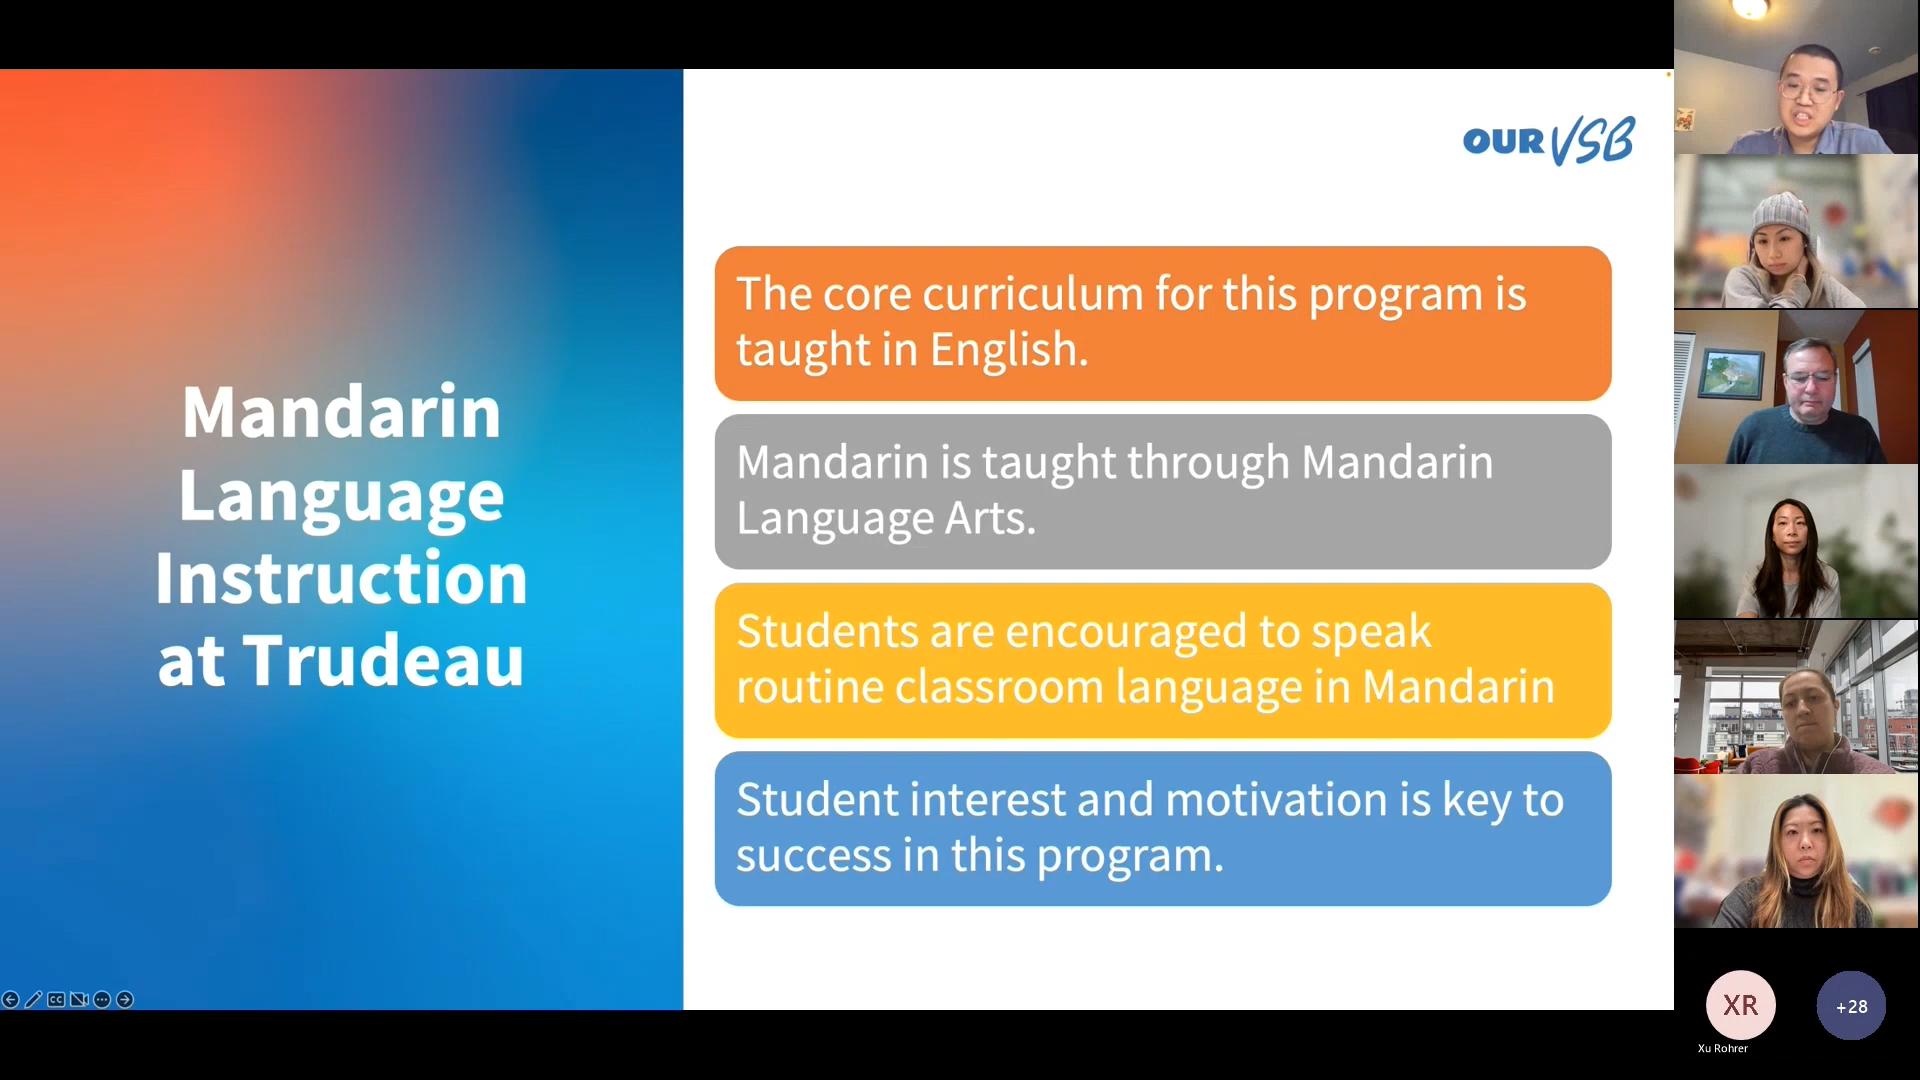 Mandarin
Language
Instruction
at Trudeau
OUR VSB
The core curriculum for this program is
taught in English.
Mandarin is taught through Mandarin
Language Arts.
Students are encouraged to speak
routine classroom language in Mandarin
Student interest and motivation is key to
success in this program.
CC
XR
+28
Xu Rohrer